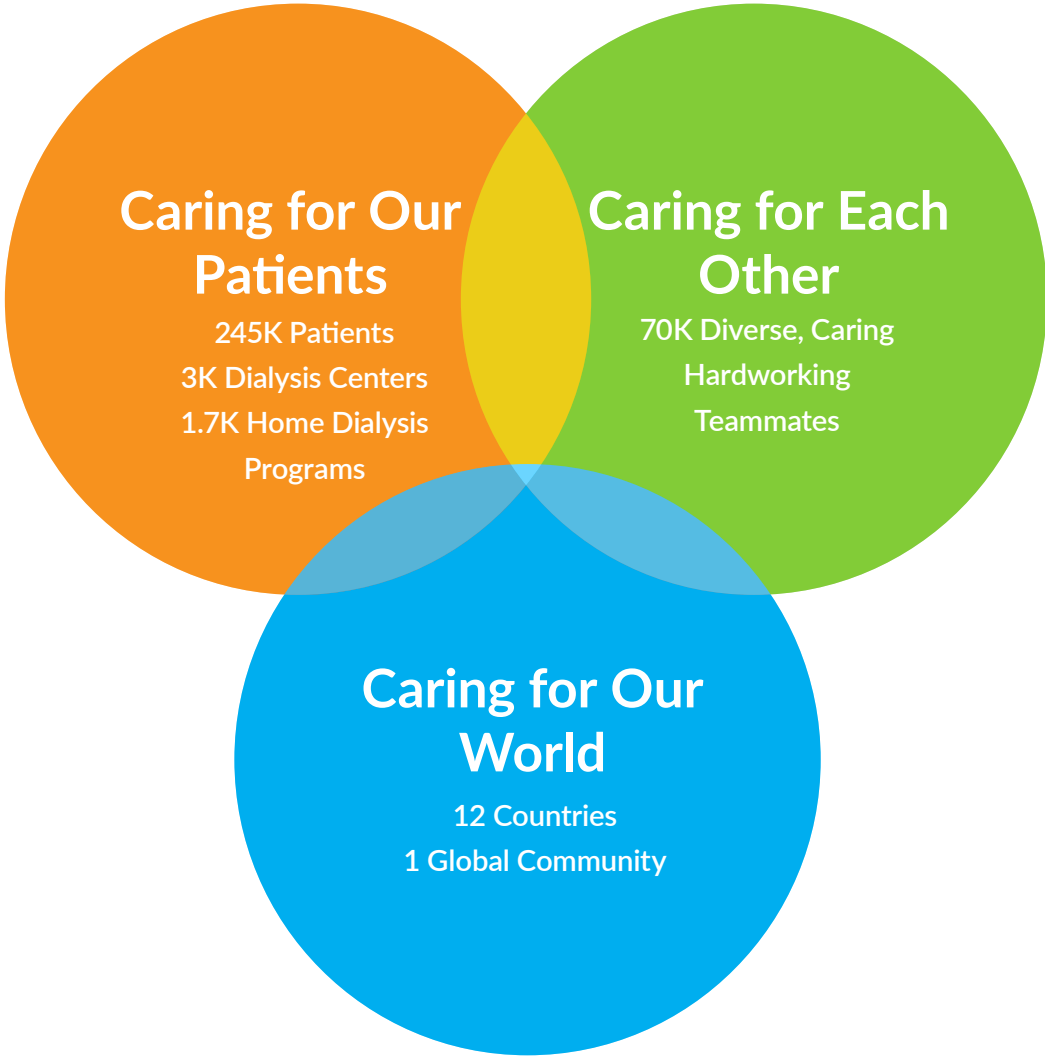 Caring for Our
Patients
245K Patients
3K Dialysis Centers
1.7K Home Dialysis
Programs
Caring for Each
Other
70K Diverse, Caring
Hardworking
Teammates
Caring for Our
World
12 Countries
1 Global Community